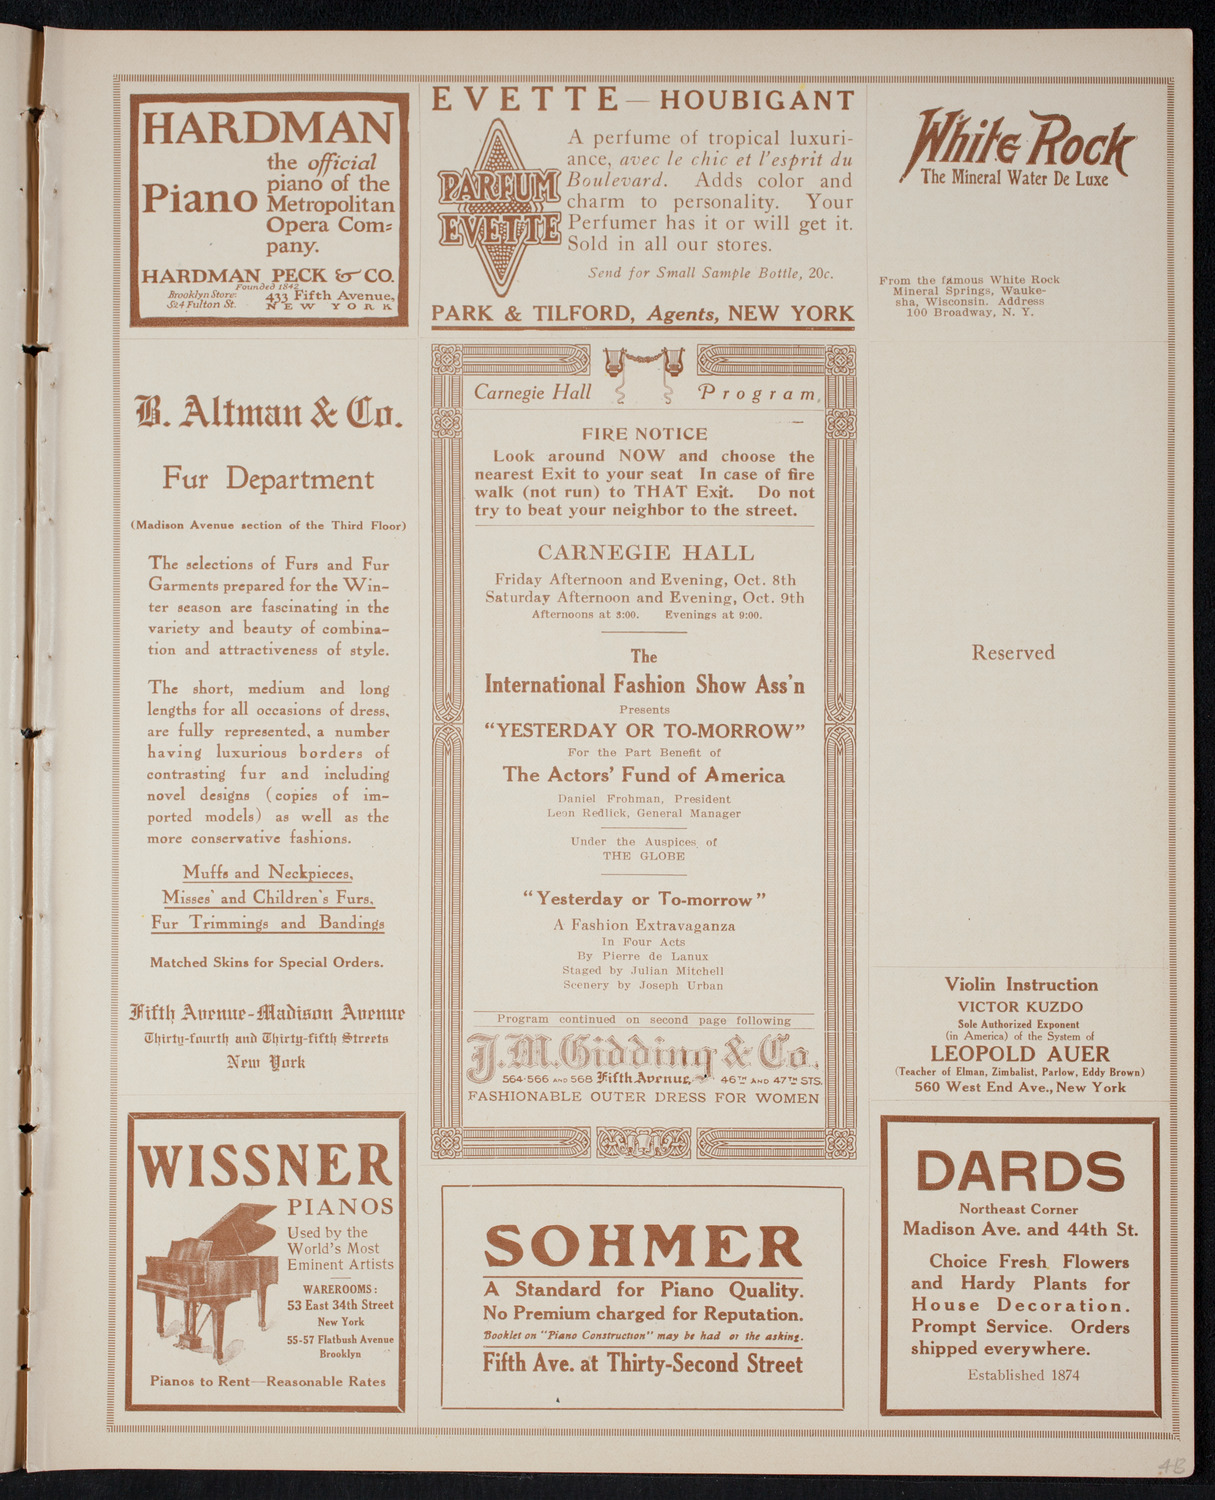 HARDMAN
Piano
the official
piano of the
Metropolitan
Opera Com=
pany.
HARDMAN, PECK & CO.
Founded 1842
Brooklyn Store:
524 Fulton St.
433 Fifth Avenue,
NEW YORK
B. Altman & Co.
Fur Department
(Madison Avenue section of the Third Floor)
The selections of Furs and Fur
Garments prepared for the Win-
ter season are fascinating in the
variety and beauty of combina-
tion and attractiveness of style.
The short, medium and long
lengths for all occasions of dress,
are fully represented, a number
having luxurious borders of
contrasting fur and including
novel designs (copies of im-
ported models) as well as the
more conservative fashions.
Muffs and Neckpieces,
Misses' and Children's Furs,
Fur Trimmings and Bandings
Matched Skins for Special Orders.
Fifth Avenue-Madison Avenue
Thirty-fourth and Thirty-fifth Streets
New York
WISSNER
PIANOS
Used by the
World's Most
Eminent Artists
WAREROOMS:
53 East 34th Street
New York
55-57 Flatbush Avenue
Brooklyn
Pianos to Rent—Reasonable Rates
EVETTE—HOUBIGANT
PARFUM
EVETTE
A perfume of tropical luxuri-
ance, avec le chic et l'esprit du
Boulevard. Adds color and
charm to personality. Your
Perfumer has it or will get it.
Sold in all our stores.
Send for Small Sample Bottle, 20c.
PARK & TILFORD, Agents, NEW YORK
Carnegie Hall Program
FIRE NOTICE
Look around NOW and choose the
nearest Exit to your seat In case of fire
walk (not run) to THAT Exit. Do not
try to beat your neighbor to the street.
CARNEGIE HALL
Friday Afternoon and Evening, Oct. 8th
Saturday Afternoon and Evening, Oct. 9th
Afternoons at 3:00. Evenings at 9:00.
The
International Fashion Show Ass'n
Presents
"YESTERDAY OR TO-MORROW"
For the Part Benefit of
The Actors' Fund of America
Daniel Frohman, President
Leon Redlick, General Manager
Under the Auspices of
THE GLOBE
"Yesterday or To-morrow"
A Fashion Extravaganza
In Four Acts
By Pierre de Lanux
Staged by Julian Mitchell
Scenery by Joseph Urban
Program continued on second page following
J.M. Gidding & Co.
564-566 AND 568 Fifth Avenue, 46TH AND 47TH STS.
FASHIONABLE OUTER DRESS FOR WOMEN
SOHMER
A Standard for Piano Quality.
No Premium charged for Reputation.
Booklet on "Piano Construction" may be had or the asking.
Fifth Ave. at Thirty-Second Street
White Rock
The Mineral Water De Luxe
From the famous White Rock
Mineral Springs, Wauke-
sha, Wisconsin. Address
100 Broadway, N. Y.
Reserved
Violin Instruction
VICTOR KUZDO
Sole Authorized Exponent
(in America) of the System of
LEOPOLD AUER
(Teacher of Elman, Zimbalist, Parlow, Eddy Brown)
560 West End Ave., New York
DARDS
Northeast Corner
Madison Ave. and 44th St.
Choice Fresh Flowers
and Hardy Plants for
House Decoration.
Prompt Service. Orders
shipped everywhere.
Established 1874
4B